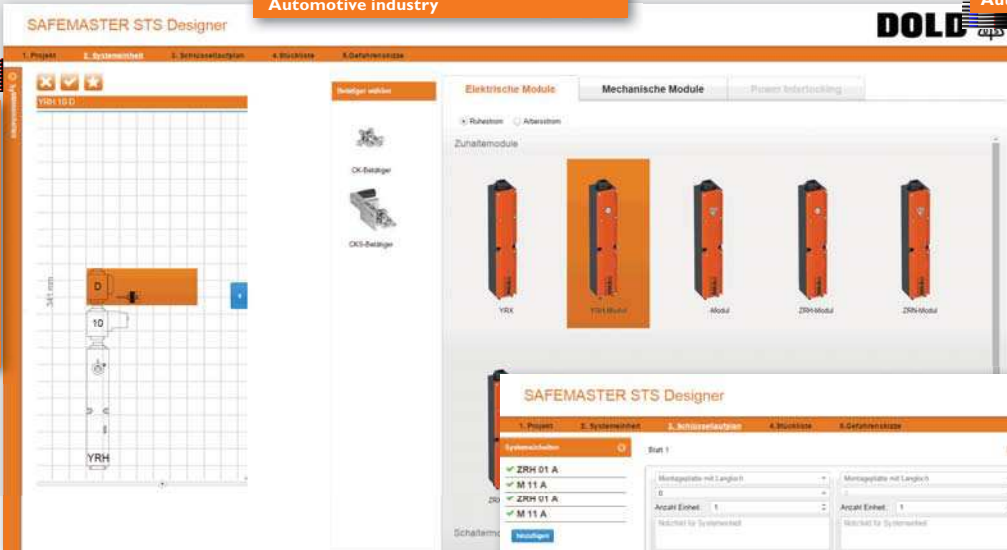 Automotive industry
SAFEMASTER STS Designer
DOLD
1. Projekt 2. Systemeinheit 3. Schlüssellaufplan 4. Stückliste 5. Gefahrenskizze
YRH 10 D
341 mm
D
10
YRH
Betätiger wählen
CK-Betätiger
CKS-Betätiger
Elektrische Module Mechanische Module Power Interlocking
Ruhestrom Arbeitsstrom
Zuhaltemodule
YRX YRH-Modul -Modul ZRH-Modul ZRN-Modul
SAFEMASTER STS Designer
1. Projekt 2. Systemeinheit 3. Schlüssellaufplan 4. Stückliste 5. Gefahrenskizze
Systemeinheiten
Blatt 1
ZRH 01 A
M 11 A
ZRH 01 A
M 11 A
hinzufügen
Montageplatte mit Langloch Montageplatte mit Langloch
0
Anzahl Einheit: 1 Anzahl Einheit: 1
Notizfeld für Systemeinheit Notizfeld für Systemeinheit